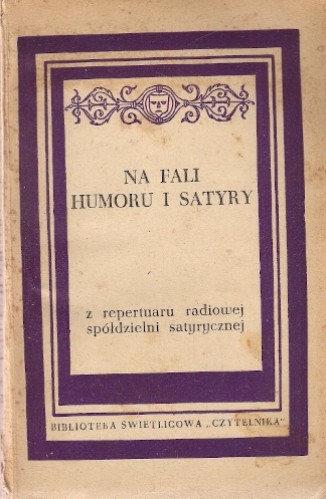 NA FALI
HUMORU I SATYRY
z repertuaru radiowej
spółdzielni satyrycznej
BIBLIOTEKA ŚWIETLICOWA „CZYTELNIKA"